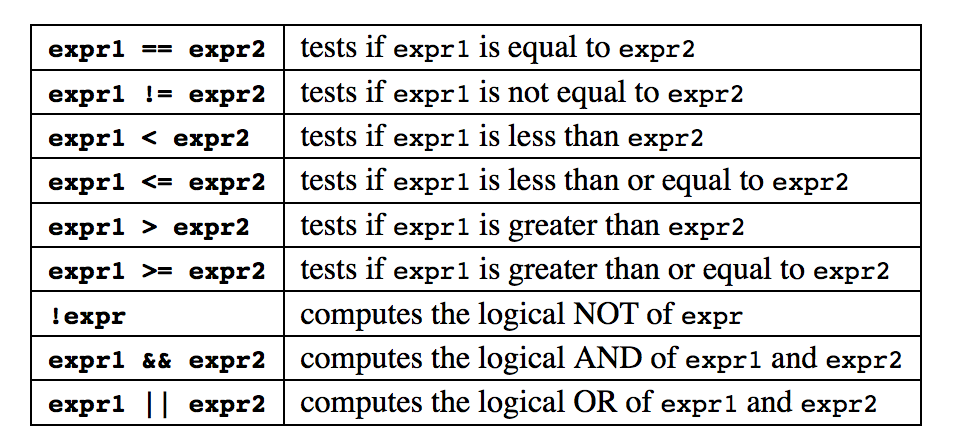 expr1 == expr2 tests if expr1 is equal to expr2
expr1 != expr2 tests if expr1 is not equal to expr2
expr1 < expr2 tests if expr1 is less than expr2
expr1 <= expr2 tests if expr1 is less than or equal to expr2
expr1 > expr2 tests if expr1 is greater than expr2
expr1 >= expr2 tests if expr1 is greater than or equal to expr2
!expr computes the logical NOT of expr
expr1 && expr2 computes the logical AND of expr1 and expr2
expr1 || expr2 computes the logical OR of expr1 and expr2